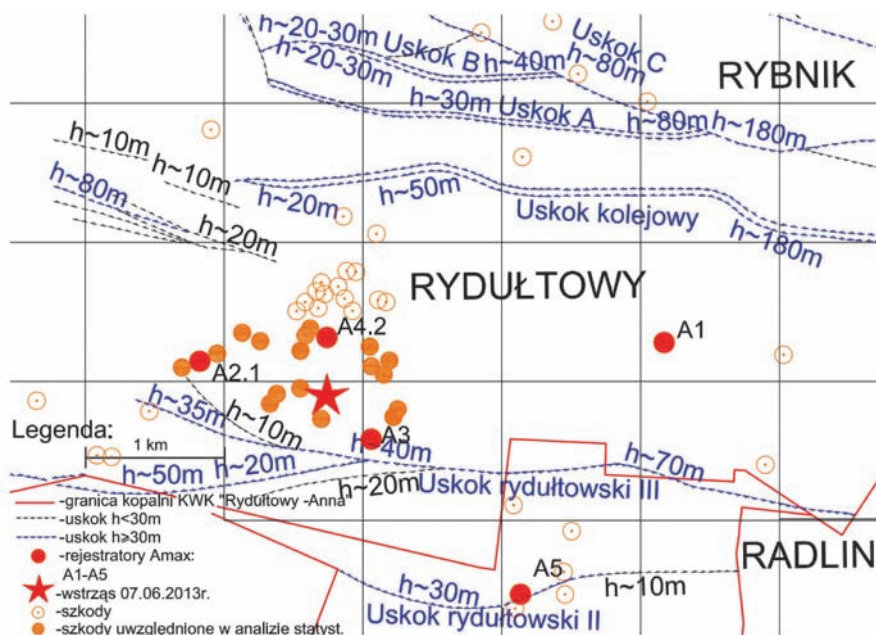 h~20-30m Uskok B
h~20-30m
h~40m
Uskok C
h~80m
RYBNIK
h~30m Uskok A
h~80m
h~180m
h~10m
h~10m
h~80m
h~20m
h~20m
h~50m
Uskok kolejowy
h~180m
RYDUŁTOWY
A4.2
A1
A2.1
h~35m
h~10m
A3
Legenda:
1 km
h~40m
h~50m
h~20m
h~20m
h~70m
Uskok rydułtowski III
-granica kopalni KWK "Rydułtowy -Anna"
-uskok h<30m
-uskok h≥30m
-rejestratory Amax:
A1-A5
-wstrząs 07.06.2013r.
-szkody
-szkody uwzględnione w analizie statyst.
RADLIN
A5
h~30m
h~10m
Uskok rydułtowski II